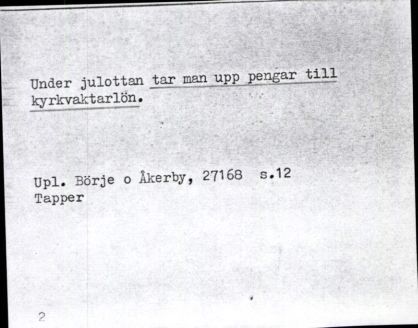 Under julottan tar man upp pengar till
kyrkvaktarlön.
Upl. Börje o Åkerby, 27168 s.12
Tapper
2